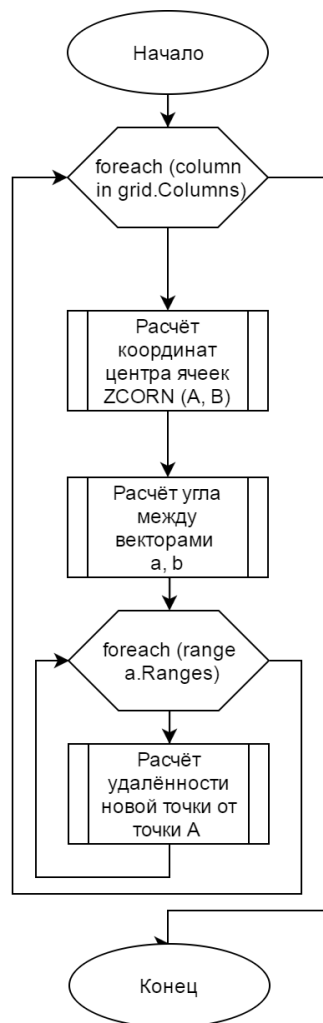 Начало
foreach (column
in grid.Columns)
Расчёт
координат
центра ячеек
ZCORN (A, B)
Расчёт угла
между
векторами
a, b
foreach (range
a.Ranges)
Расчёт
удалённости
новой точки от
точки A
Конец